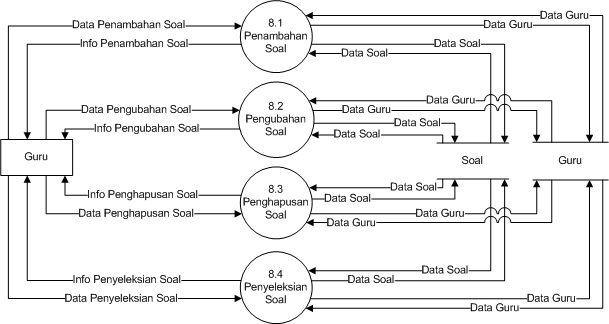 8.1
Penambahan
Soal
Data Penambahan Soal
Info Penambahan Soal
Data Guru
Data Guru
Data Soal
Data Soal
8.2
Pengubahan
Soal
Data Pengubahan Soal
Info Pengubahan Soal
Data Guru
Data Guru
Data Soal
Data Soal
Guru
Soal
Guru
8.3
Penghapusan
Soal
Info Penghapusan Soal
Data Penghapusan Soal
Data Soal
Data Soal
Data Guru
Data Guru
8.4
Penyeleksian
Soal
Info Penyeleksian Soal
Data Penyeleksian Soal
Data Soal
Data Soal
Data Guru
Data Guru